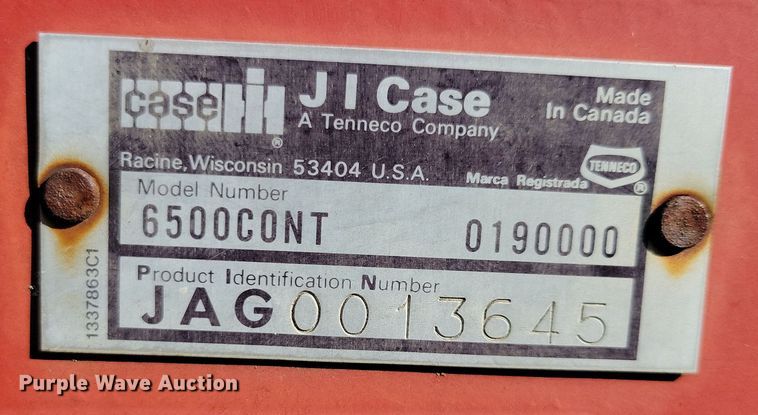 case IH ®
J I Case
A Tenneco Company
Made
In Canada
Racine, Wisconsin 53404 U.S.A.
Marca Registrada
TENNECO ®
Model Number
6500CONT 0190000
Product Identification Number
JAG0013645
1337863C1
Purple Wave Auction